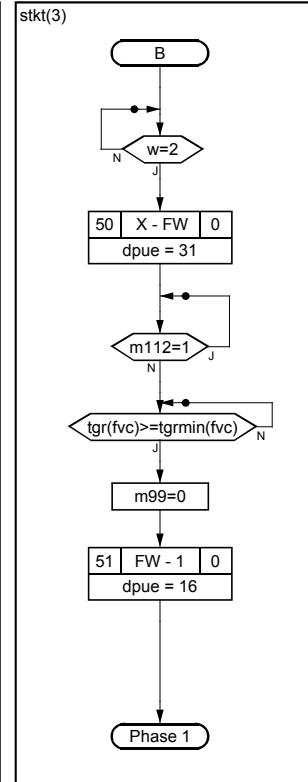 stkt(3)
B
w=2
N
J
50 X - FW 0
dpue = 31
m112=1
J
N
tgr(fvc)>=tgrmin(fvc)
N
J
m99=0
51 FW - 1 0
dpue = 16
Phase 1